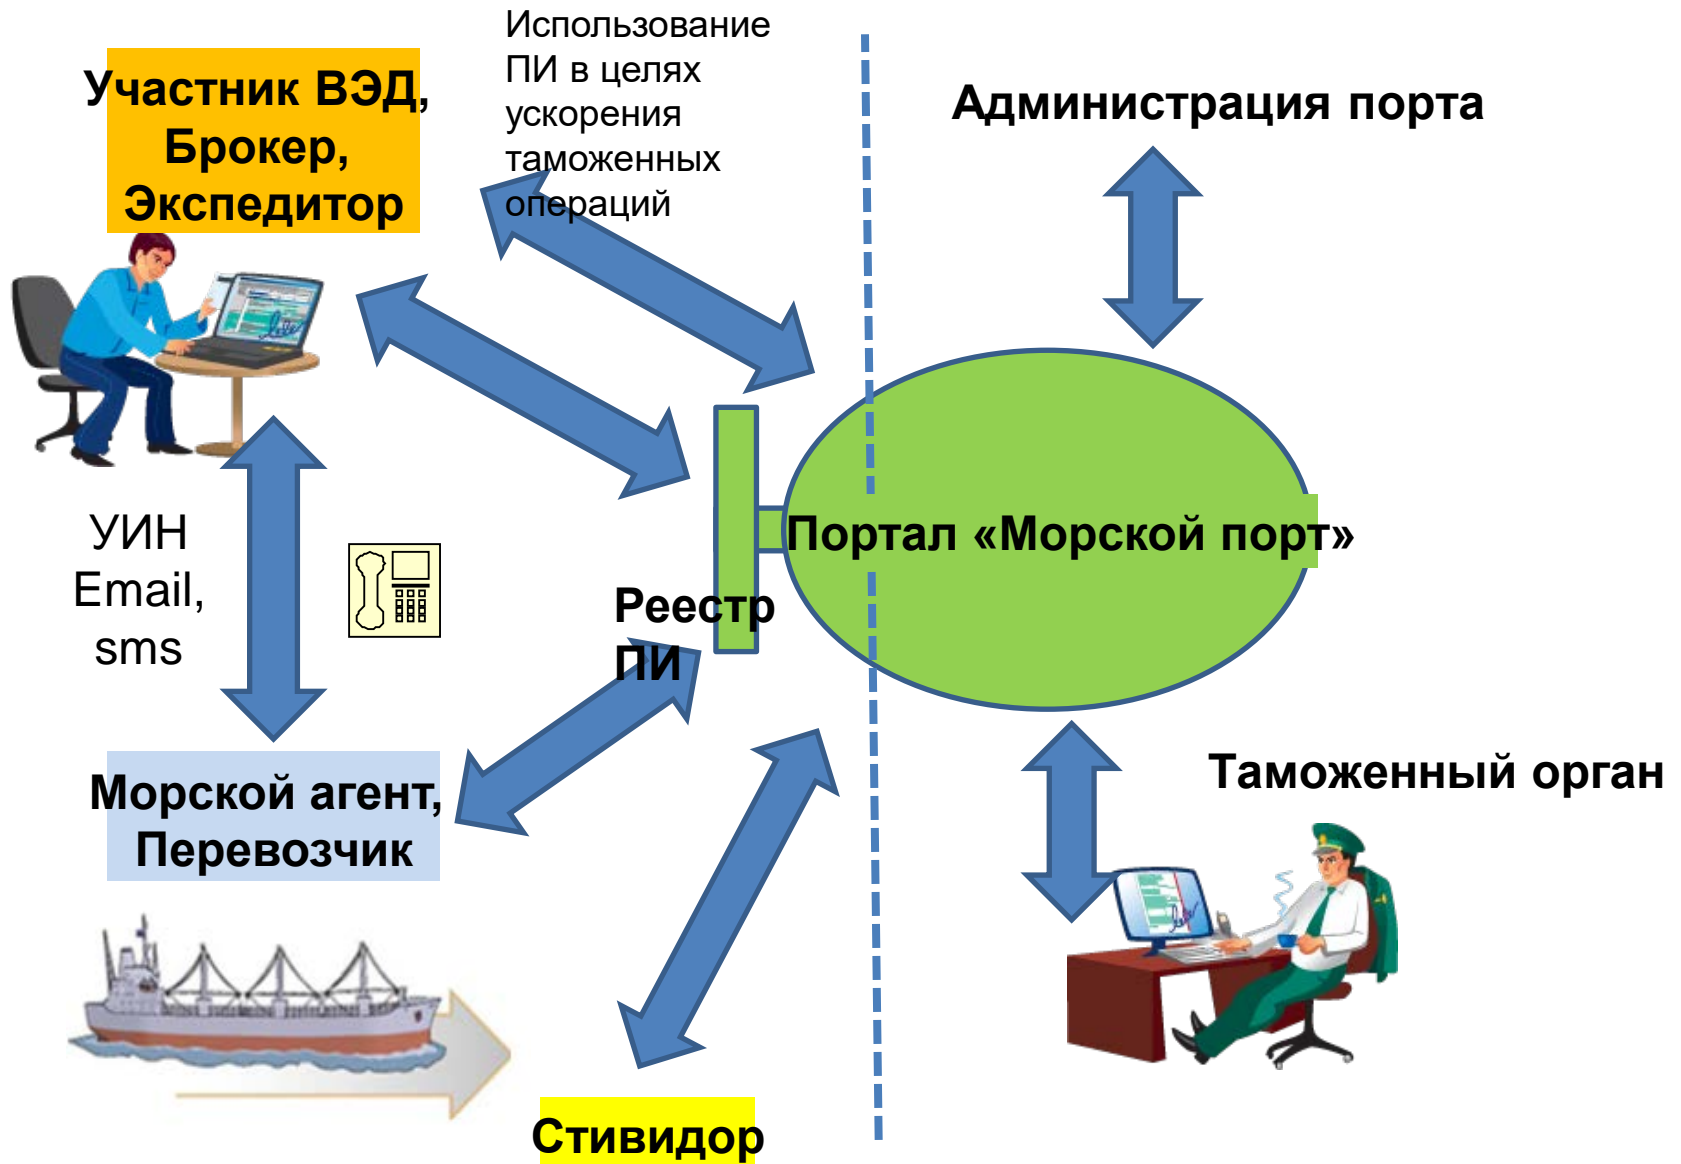 Использование
ПИ в целях
ускорения
таможенных
операций
Участник ВЭД,
Брокер,
Экспедитор
Администрация порта
УИН
Email,
sms
Портал «Морской порт»
Реестр
ПИ
Морской агент,
Перевозчик
Таможенный орган
Стивидор